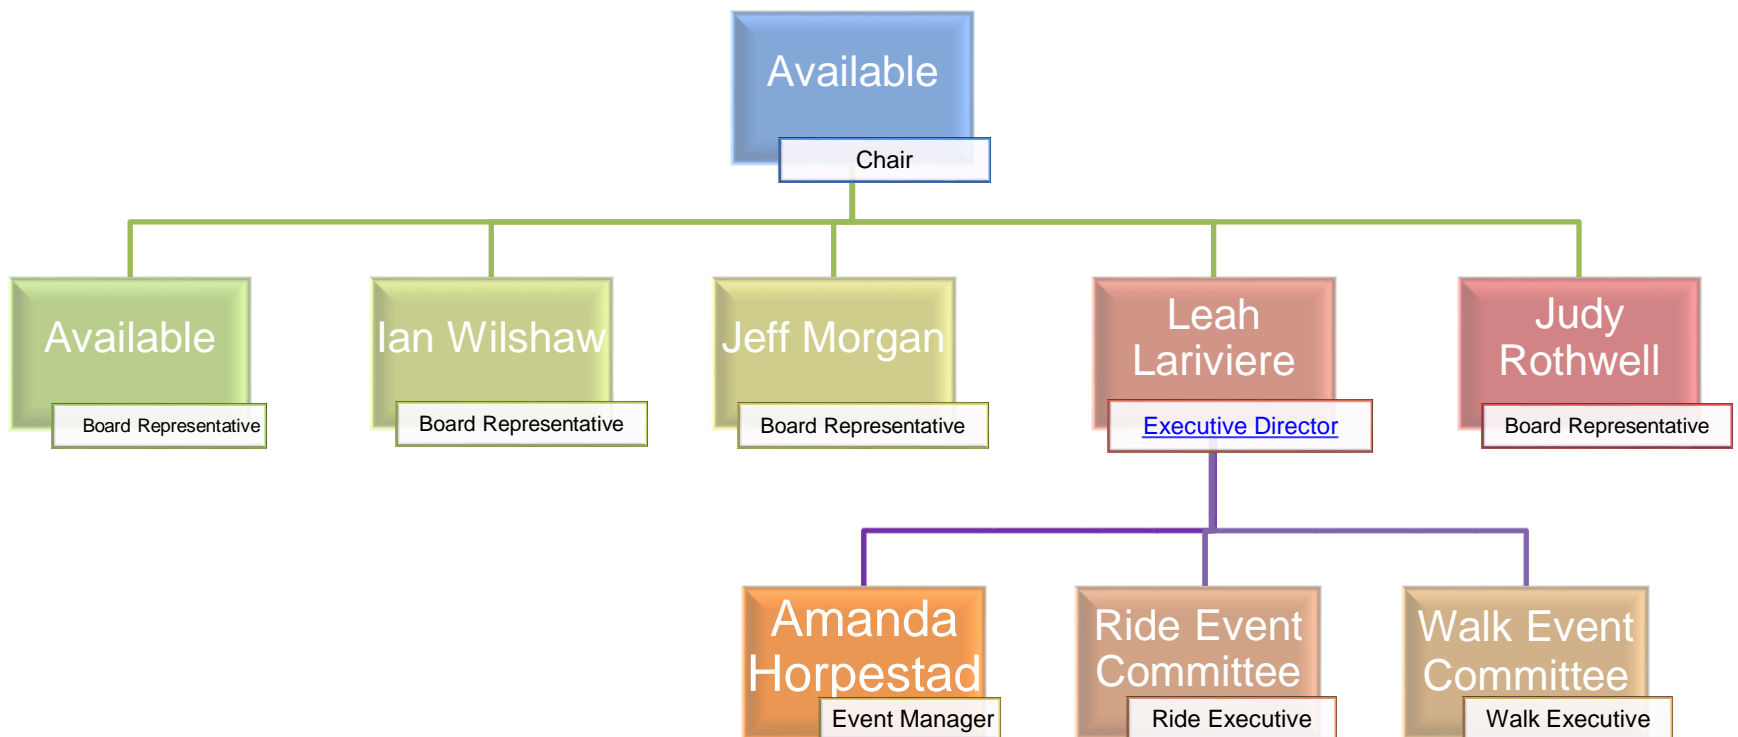 Available
Chair
Available
Board Representative
Ian Wilshaw
Board Representative
Jeff Morgan
Board Representative
Leah
Lariviere
Executive Director
Judy
Rothwell
Board Representative
Amanda
Horpestad
Event Manager
Ride Event
Committee
Ride Executive
Walk Event
Committee
Walk Executive